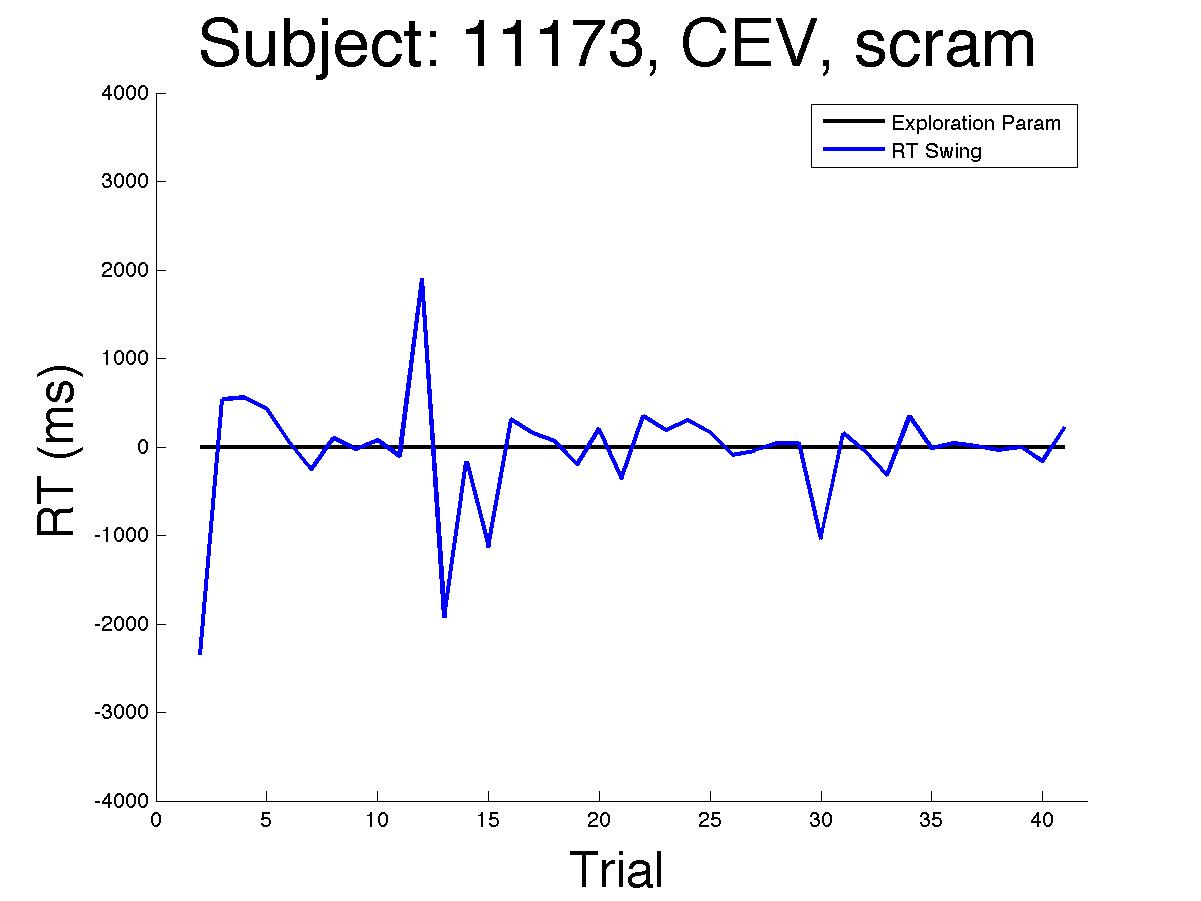 Subject: 11173, CEV, scram
4000
3000
2000
1000
0
-1000
-2000
-3000
-4000
RT (ms)
Exploration Param
RT Swing
0 5 10 15 20 25 30 35 40
Trial